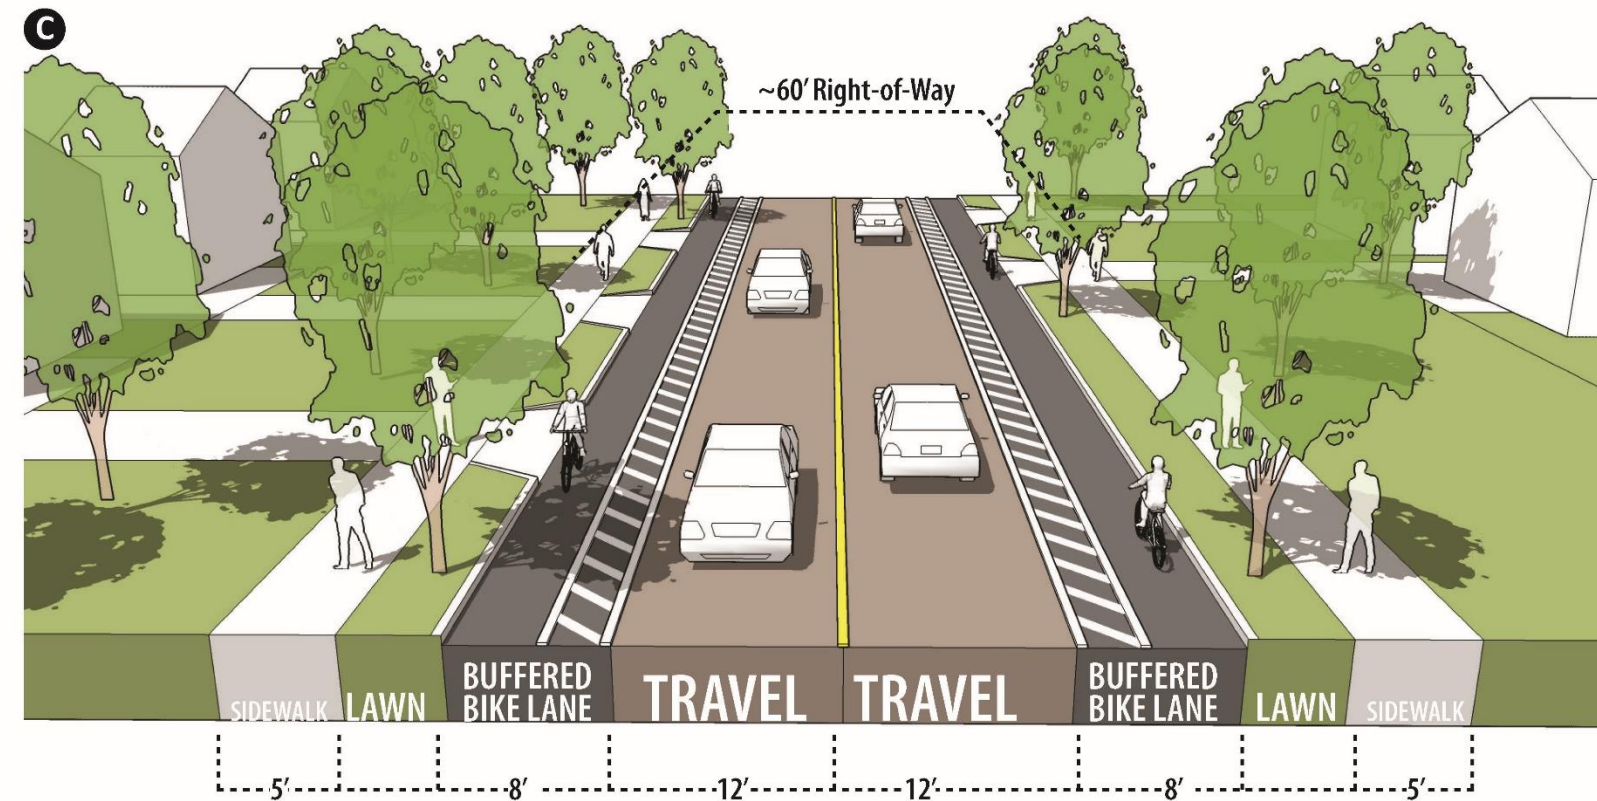 C
~60′ Right-of-Way
SIDEWALK
LAWN
BUFFERED
BIKE LANE
TRAVEL
TRAVEL
BUFFERED
BIKE LANE
LAWN
SIDEWALK
5′
8′
12′
12′
8′
5′